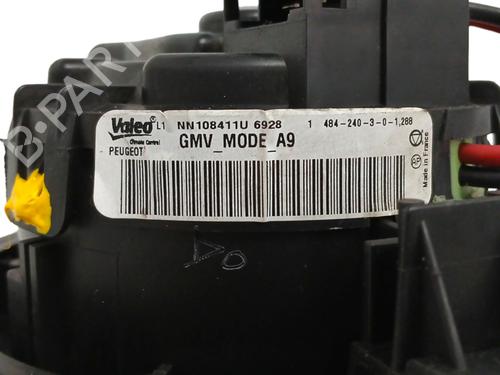 B-PARTS
Valeo L1 NN108411U 6928 1 484-240-3-0-1,288
Climate Control
GMV_MODE_A9
PEUGEOT
Made in France
AP